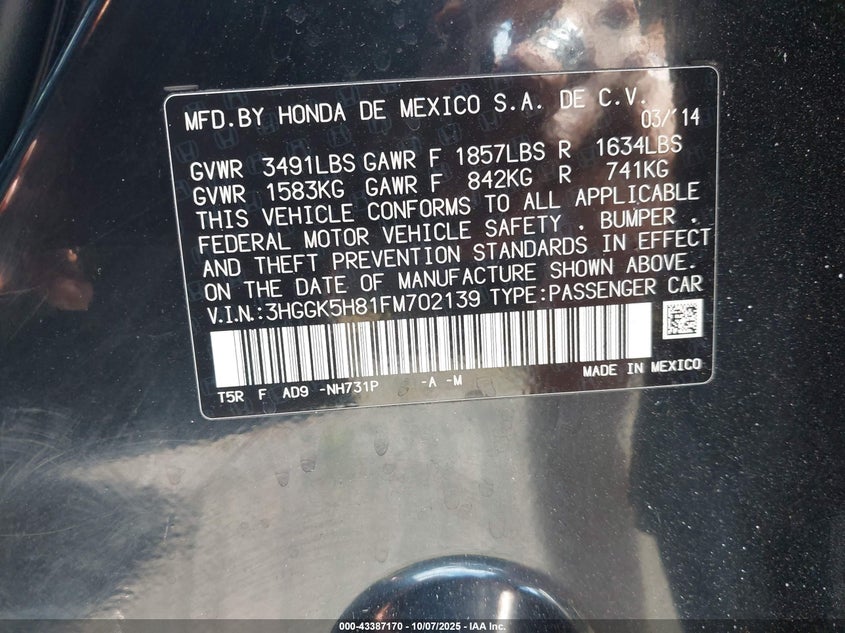 MFD.BY HONDA DE MEXICO S.A. DE C.V.
03/'14
GVWR 3491LBS GAWR F 1857LBS R 1634LBS
GVWR 1583KG GAWR F 842KG R 741KG
THIS VEHICLE CONFORMS TO ALL APPLICABLE
FEDERAL MOTOR VEHICLE SAFETY , BUMPER ,
AND THEFT PREVENTION STANDARDS IN EFFECT
ON THE DATE OF MANUFACTURE SHOWN ABOVE.
V.I.N.:3HGGK5H81FM702139 TYPE:PASSENGER CAR
T5R F AD9 -NH731P -A -M
MADE IN MEXICO
000-43387170 - 10/07/2025 - IAA Inc.